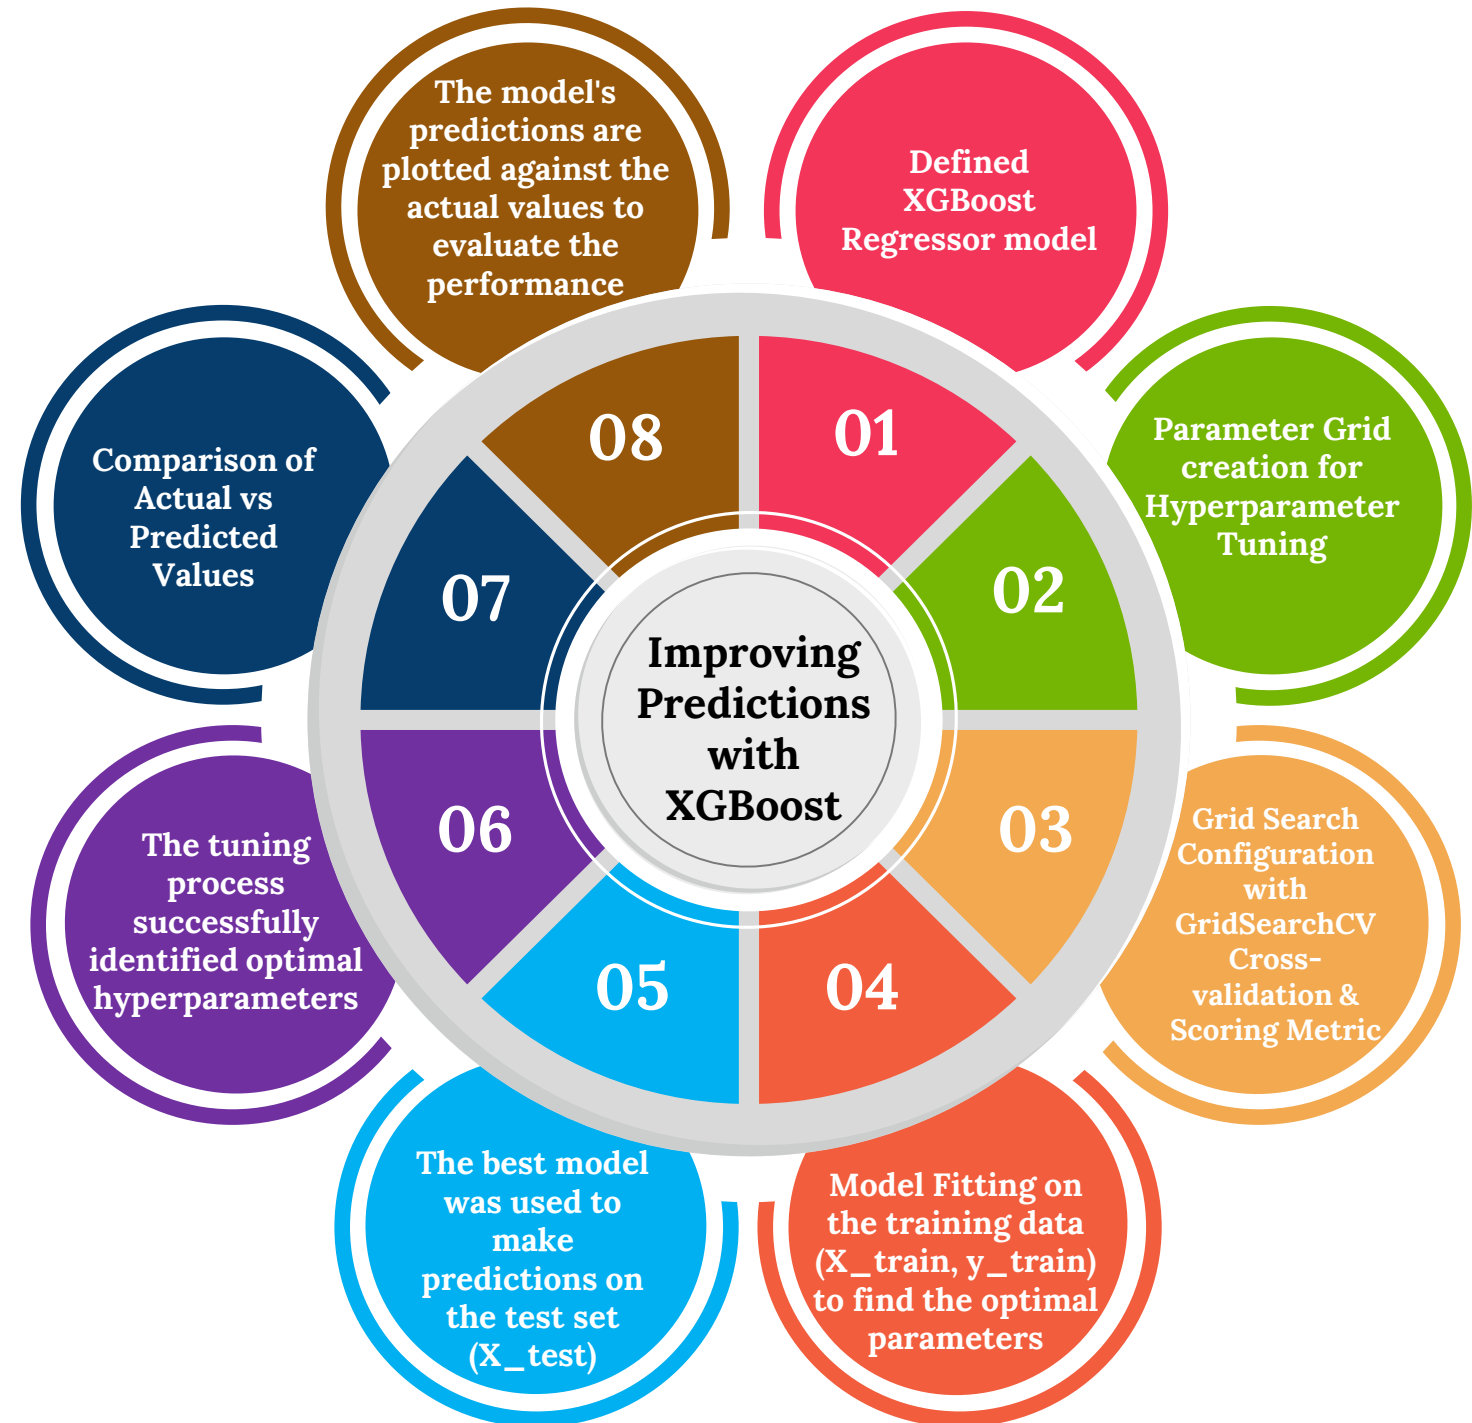 Improving
Predictions
with
XGBoost
01
Defined
XGBoost
Regressor model
02
Parameter Grid
creation for
Hyperparameter
Tuning
03
Grid Search
Configuration
with
GridSearchCV
Cross-
validation &
Scoring Metric
04
Model Fitting on
the training data
(X_train, y_train)
to find the optimal
parameters
05
The best model
was used to
make
predictions on
the test set
(X_test)
06
The tuning
process
successfully
identified optimal
hyperparameters
07
Comparison of
Actual vs
Predicted
Values
08
The model's
predictions are
plotted against the
actual values to
evaluate the
performance